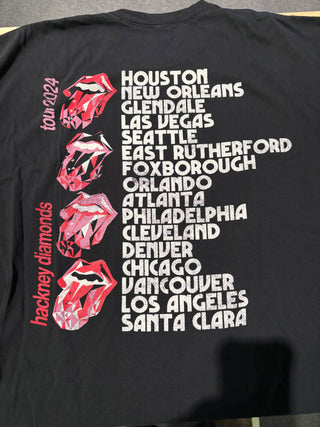 tour 2024
hackney diamonds
HOUSTON
NEW ORLEANS
GLENDALE
LAS VEGAS
SEATTLE
EAST RUTHERFORD
FOXBOROUGH
ORLANDO
ATLANTA
PHILADELPHIA
CLEVELAND
DENVER
CHICAGO
VANCOUVER
LOS ANGELES
SANTA CLARA